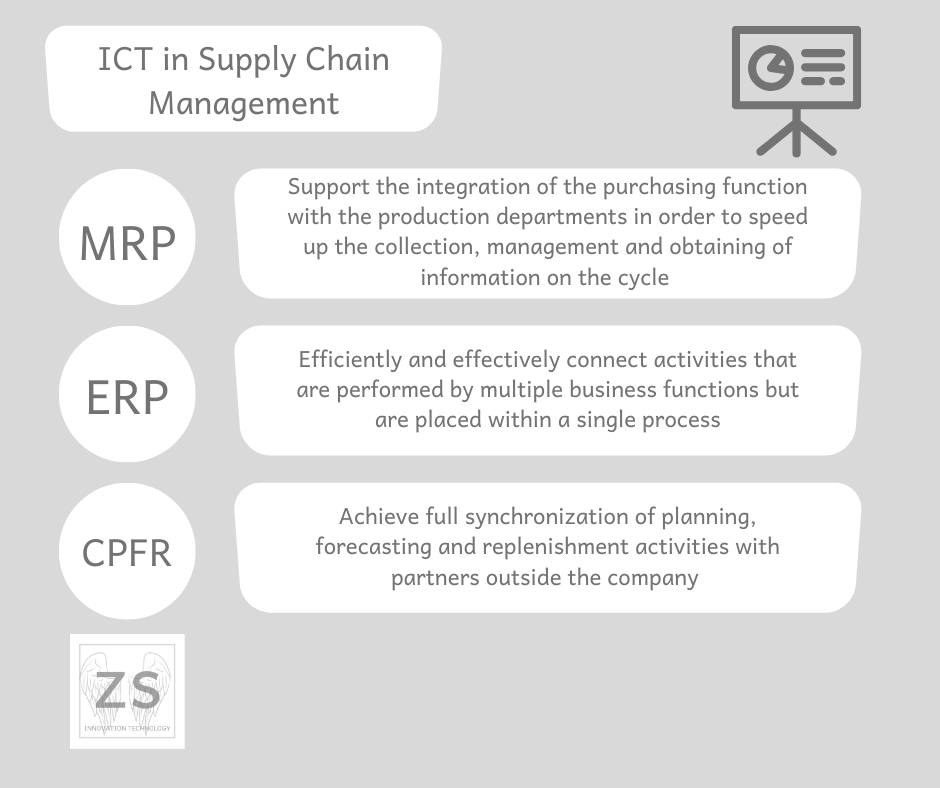 ICT in Supply Chain
Management
MRP
Support the integration of the purchasing function
with the production departments in order to speed
up the collection, management and obtaining of
information on the cycle
ERP
Efficiently and effectively connect activities that
are performed by multiple business functions but
are placed within a single process
CPFR
Achieve full synchronization of planning,
forecasting and replenishment activities with
partners outside the company
ZS
INNOVATION TECHNOLOGY